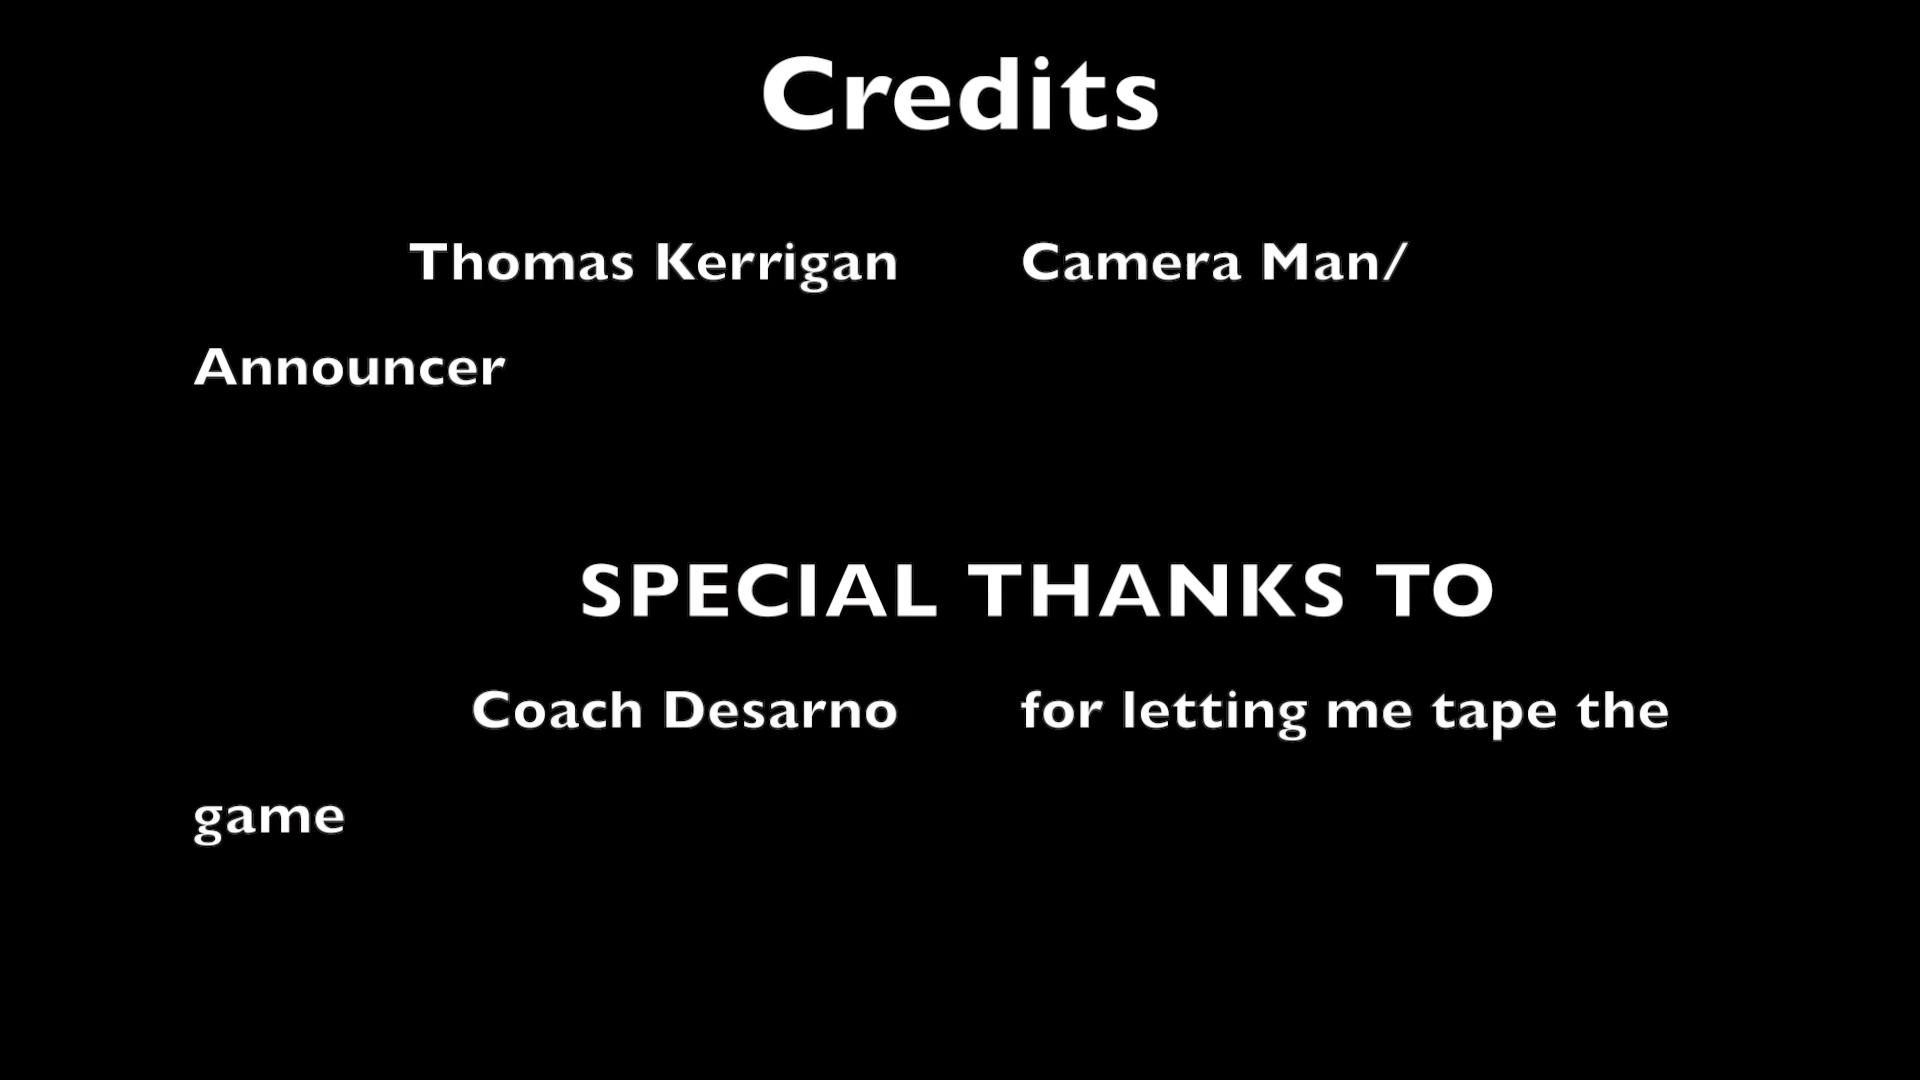 Credits
Thomas Kerrigan Camera Man/
Announcer
SPECIAL THANKS TO
Coach Desarno for letting me tape the
game